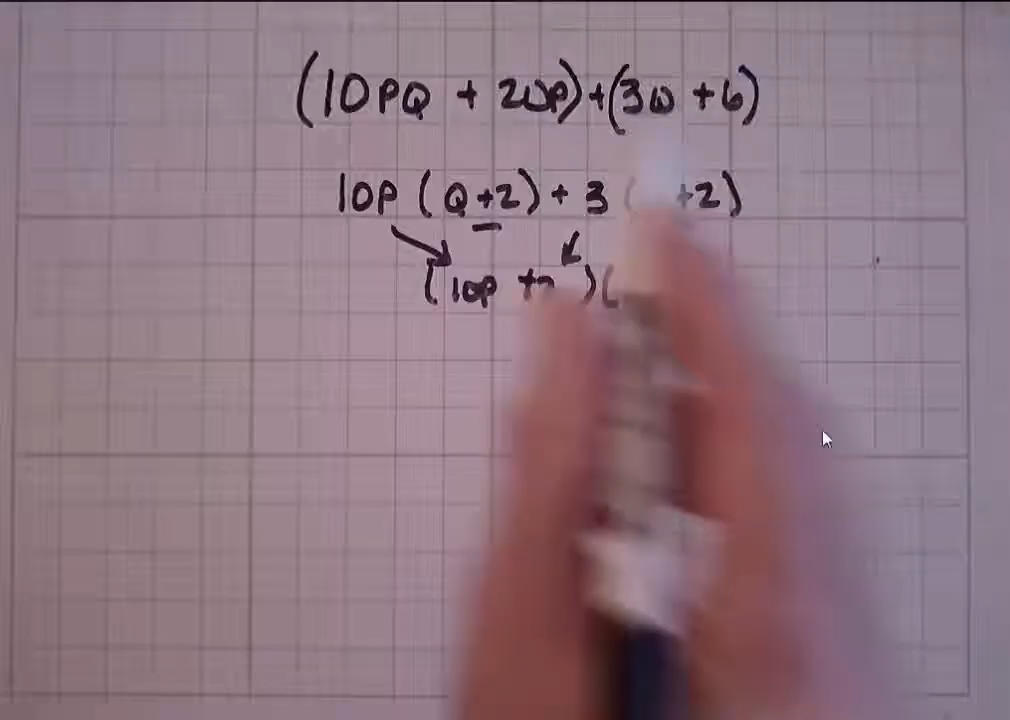 (10PQ + 20P)+(3Q +6)
10P (Q+2) + 3 ( +2)
(10P + )(